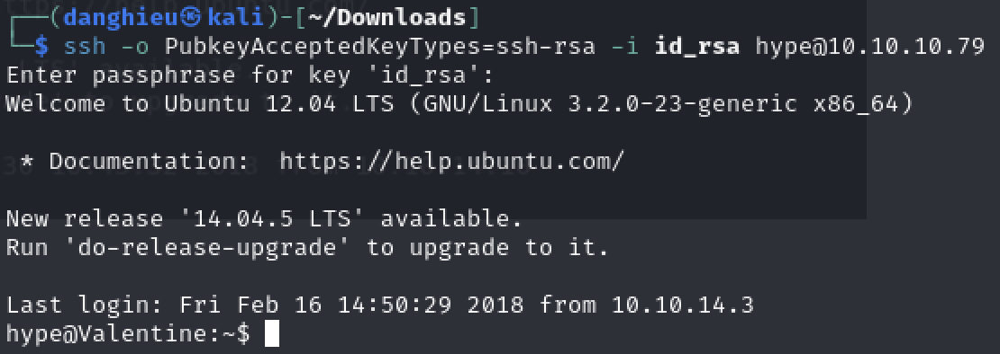 ┌──(danghieu㉿kali)-[~/Downloads]
└─$ ssh -o PubkeyAcceptedKeyTypes=ssh-rsa -i id_rsa hype@10.10.10.79
Enter passphrase for key 'id_rsa':
Welcome to Ubuntu 12.04 LTS (GNU/Linux 3.2.0-23-generic x86_64)
 * Documentation:  https://help.ubuntu.com/
New release '14.04.5 LTS' available.
Run 'do-release-upgrade' to upgrade to it.
Last login: Fri Feb 16 14:50:29 2018 from 10.10.14.3
hype@Valentine:~$